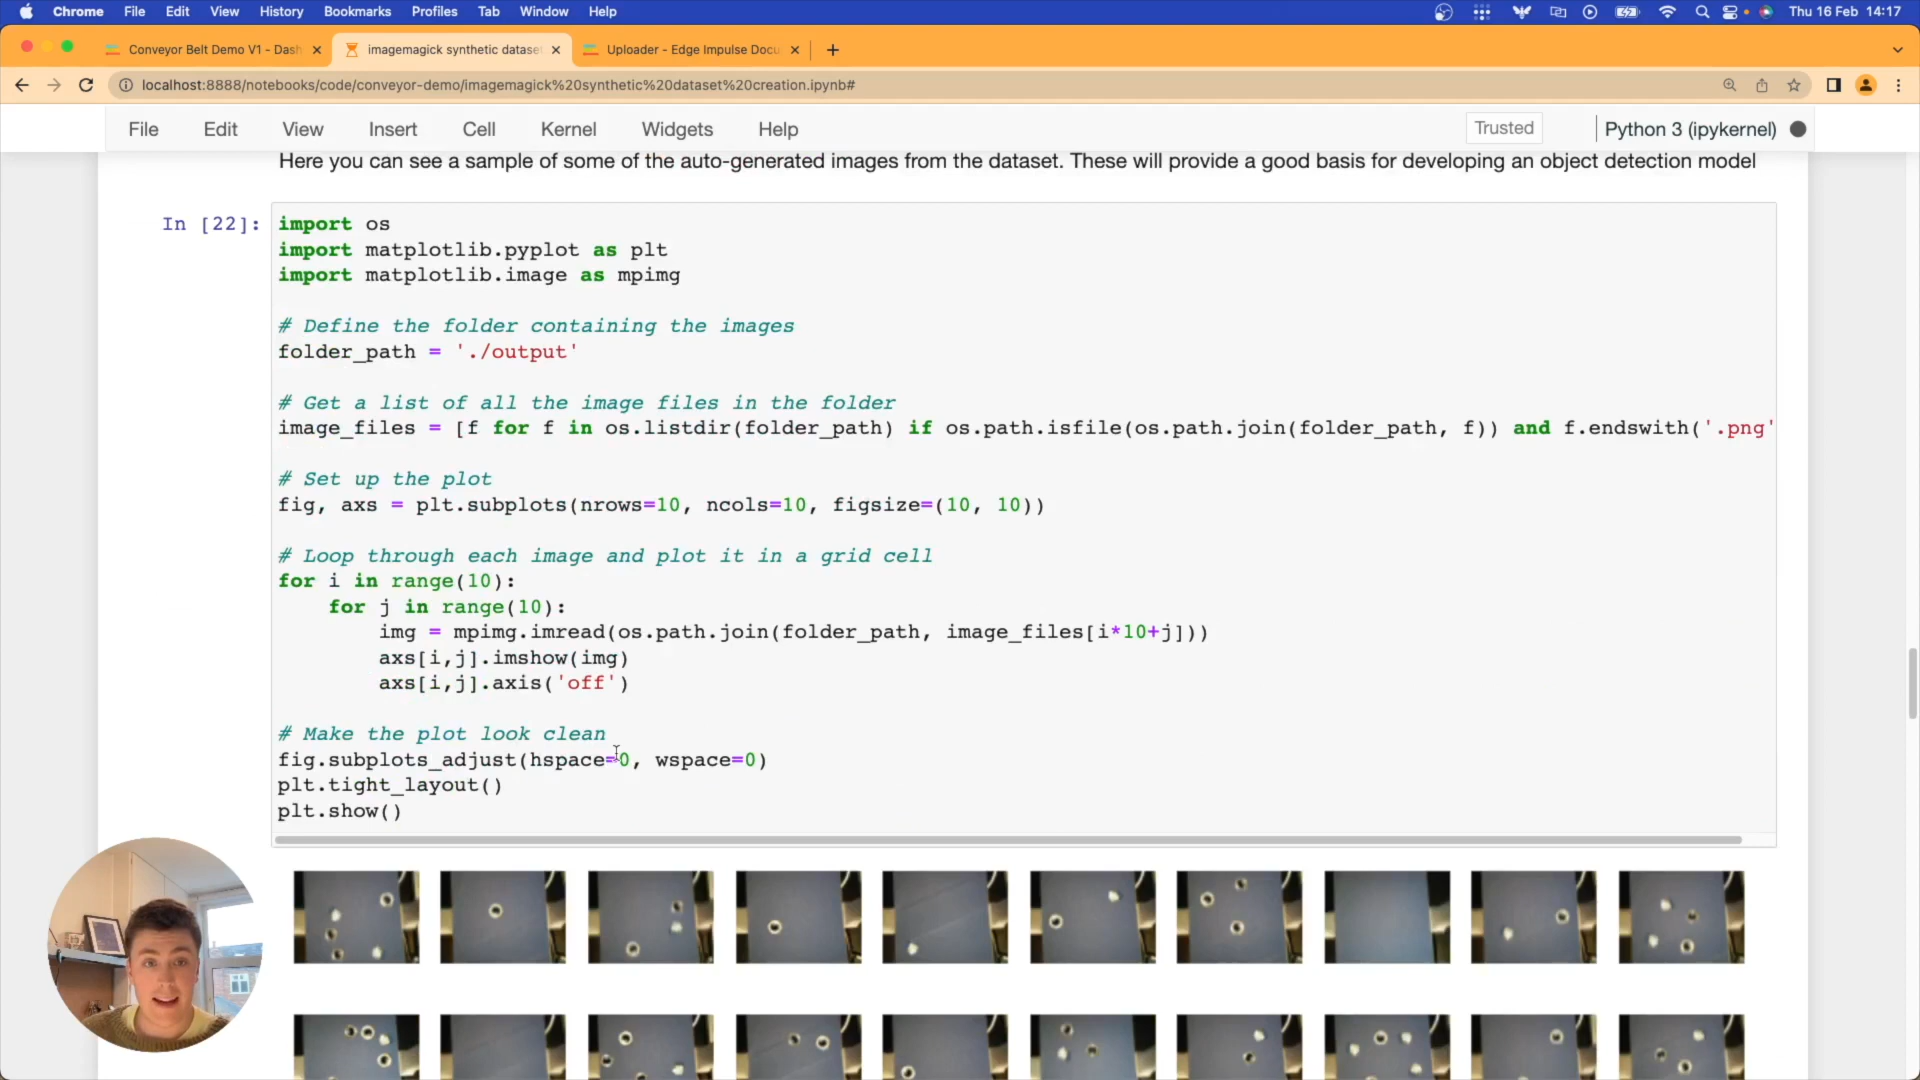 Chrome File Edit View History Bookmarks Profiles Tab Window Help Thu 16 Feb 14:17
Conveyor Belt Demo V1 - Dash imagemagick synthetic datase Uploader - Edge Impulse Docu
localhost:8888/notebooks/code/conveyor-demo/imagemagick%20synthetic%20dataset%20creation.ipynb#
File Edit View Insert Cell Kernel Widgets Help Trusted Python 3 (ipykernel)
Here you can see a sample of some of the auto-generated images from the dataset. These will provide a good basis for developing an object detection model
In [22]: import os
import matplotlib.pyplot as plt
import matplotlib.image as mpimg
# Define the folder containing the images
folder_path = './output'
# Get a list of all the image files in the folder
image_files = [f for f in os.listdir(folder_path) if os.path.isfile(os.path.join(folder_path, f)) and f.endswith('.png'
# Set up the plot
fig, axs = plt.subplots(nrows=10, ncols=10, figsize=(10, 10))
# Loop through each image and plot it in a grid cell
for i in range(10):
    for j in range(10):
        img = mpimg.imread(os.path.join(folder_path, image_files[i*10+j]))
        axs[i,j].imshow(img)
        axs[i,j].axis('off')
# Make the plot look clean
fig.subplots_adjust(hspace=0, wspace=0)
plt.tight_layout()
plt.show()